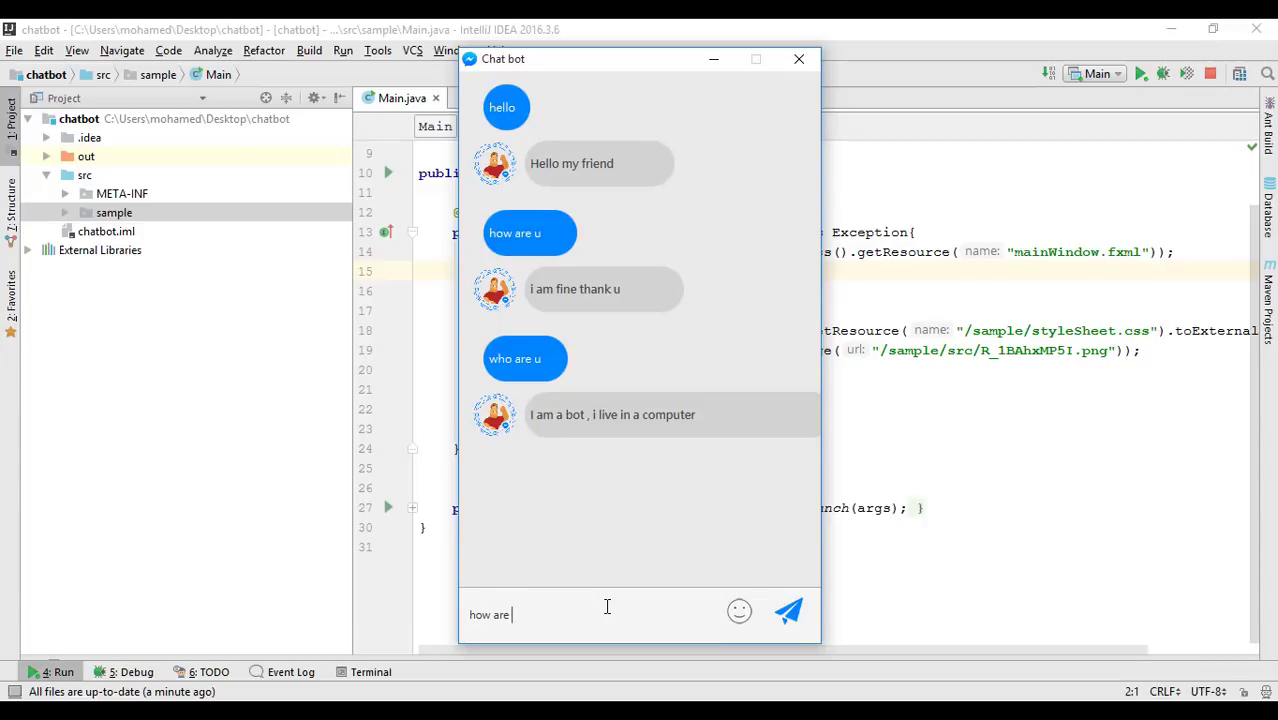 chatbot - [C:\Users\mohamed\Desktop\chatbot] - [chatbot] - ...\src\sample\Main.java - IntelliJ IDEA 2016.3.6
File Edit View Navigate Code Analyze Refactor Build Run Tools VCS
chatbot src sample Main
Main
Project
Main.java
chatbot C:\Users\mohamed\Desktop\chatbot
.idea
out
src
META-INF
sample
chatbot.iml
External Libraries
1: Project
7: Structure
2: Favorites
Main
9
10 publ
11
12
13 Exception{
14 ().getResource( name: "mainWindow.fxml"));
15
16
17
18 tResource( name: "/sample/styleSheet.css").toExternal
19 url: "/sample/src/R_1BAhxMP5I.png"));
20
21
22
23
24 }
25
26
27 nch(args); }
30 }
31
Chat bot
hello
Hello my friend
how are u
i am fine thank u
who are u
I am a bot , i live in a computer
how are
Ant Build
Database
Maven Projects
4: Run 5: Debug 6: TODO Event Log Terminal
All files are up-to-date (a minute ago)
2:1 CRLF UTF-8